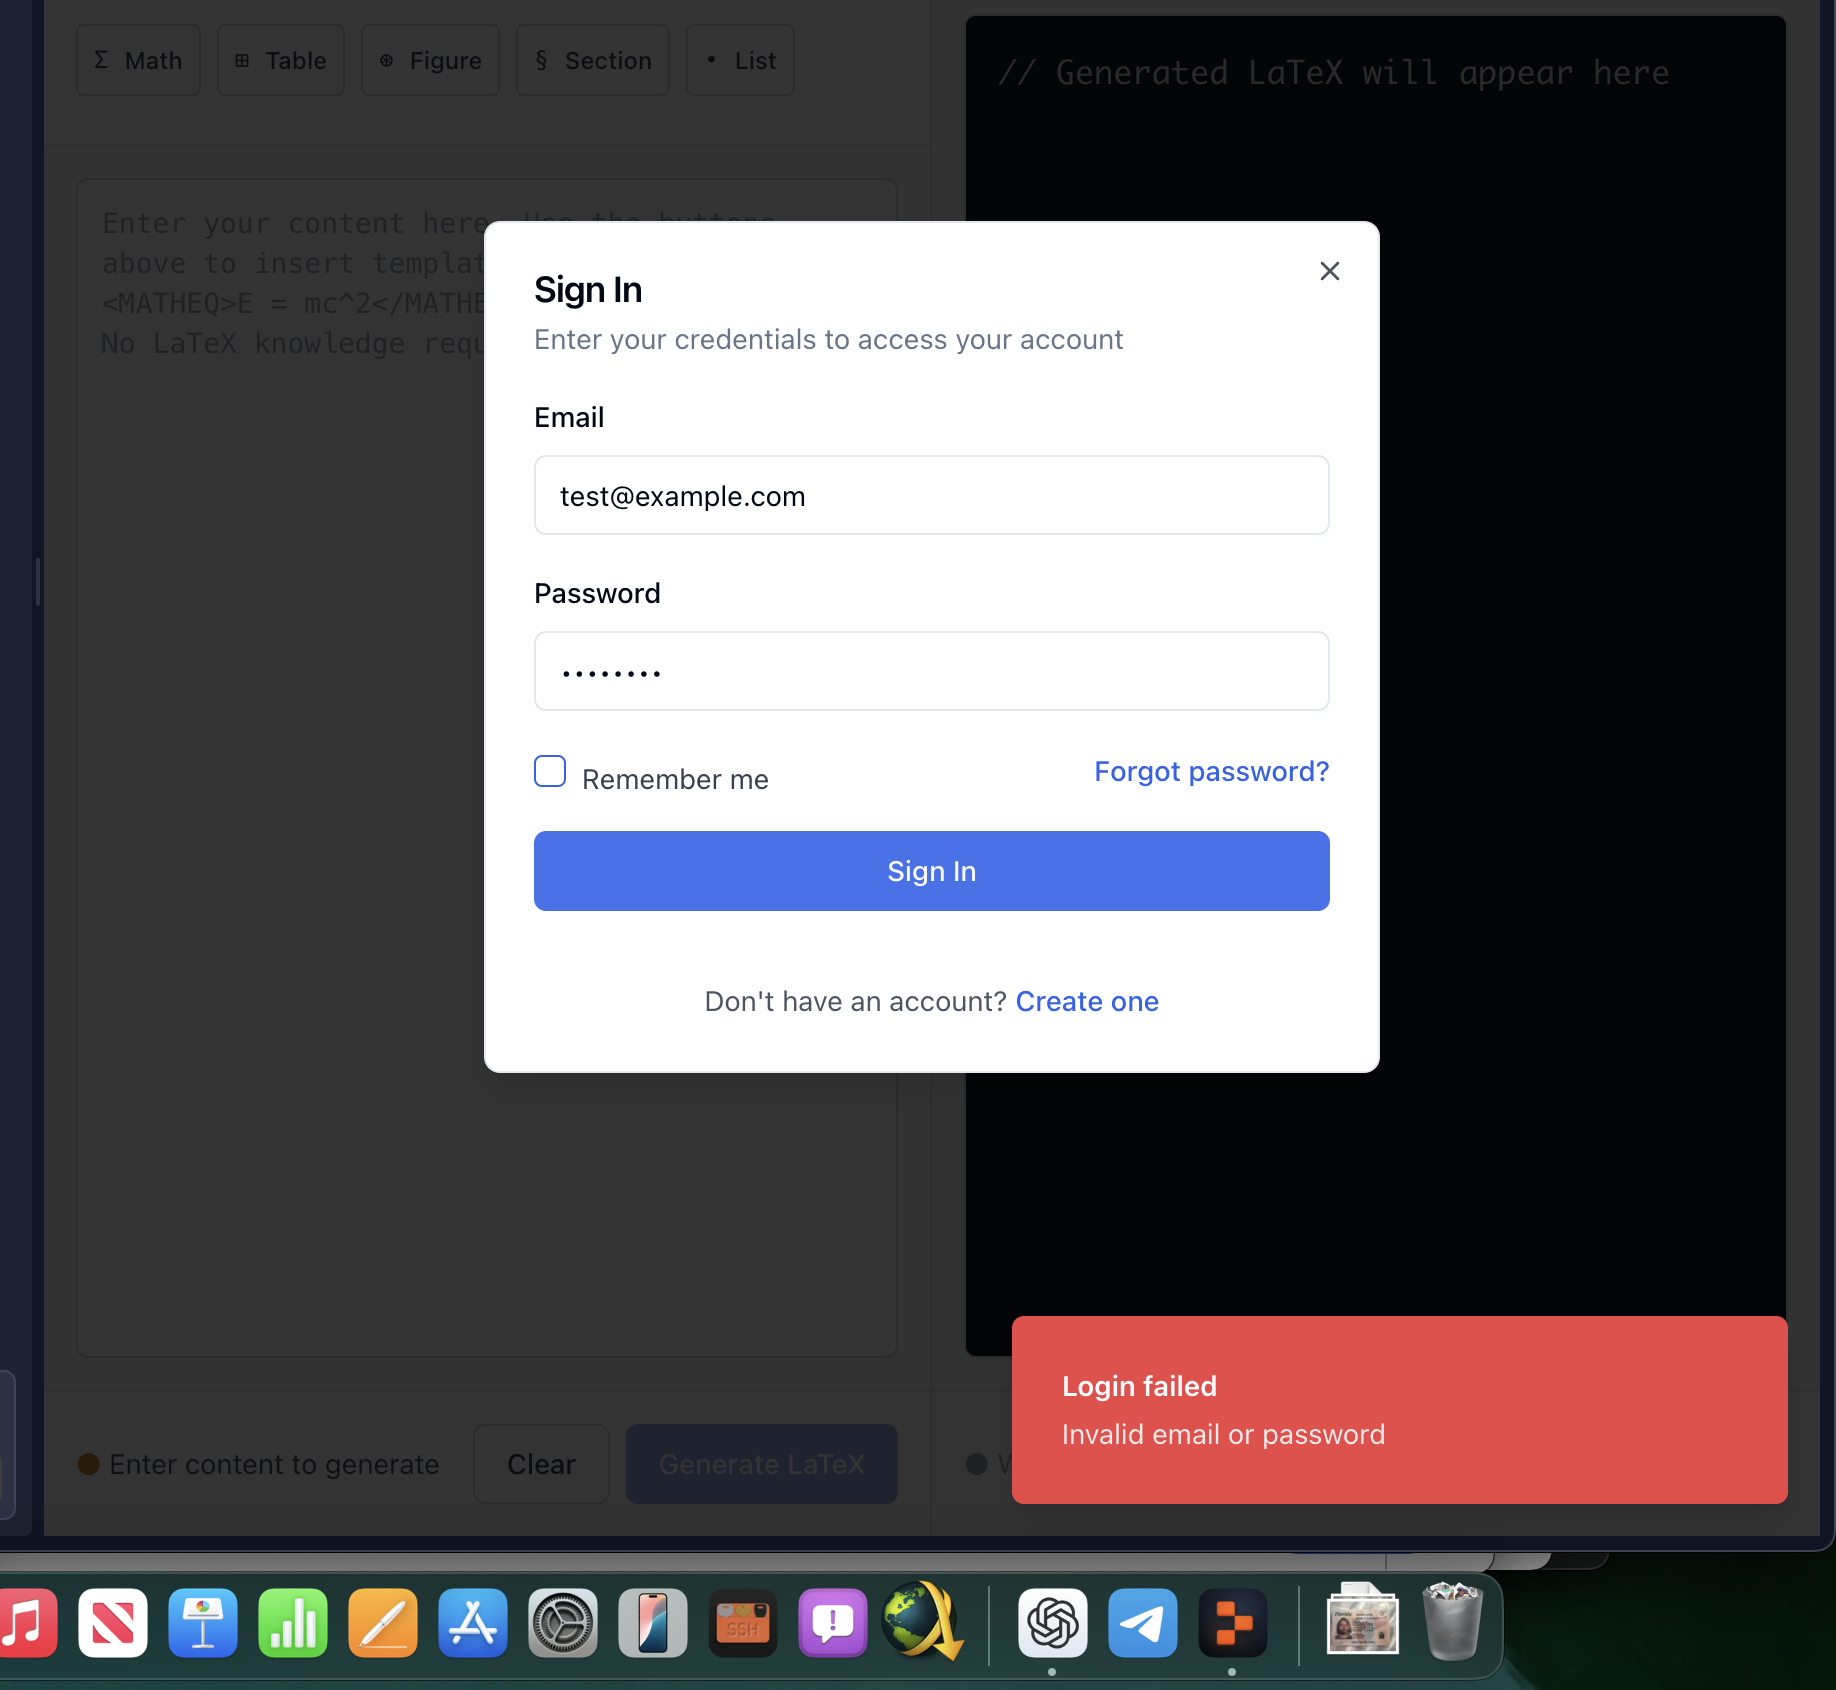 Σ Math
⊞ Table
⊛ Figure
§ Section
• List
// Generated LaTeX will appear here
Enter your content here. Use the buttons
above to insert templat
<MATHEQ>E = mc^2</MATHE
No LaTeX knowledge requ
Sign In
Enter your credentials to access your account
Email
test@example.com
Password
••••••••
Remember me
Forgot password?
Sign In
Don't have an account? Create one
Login failed
Invalid email or password
Enter content to generate
Clear
Generate LaTeX
SSH